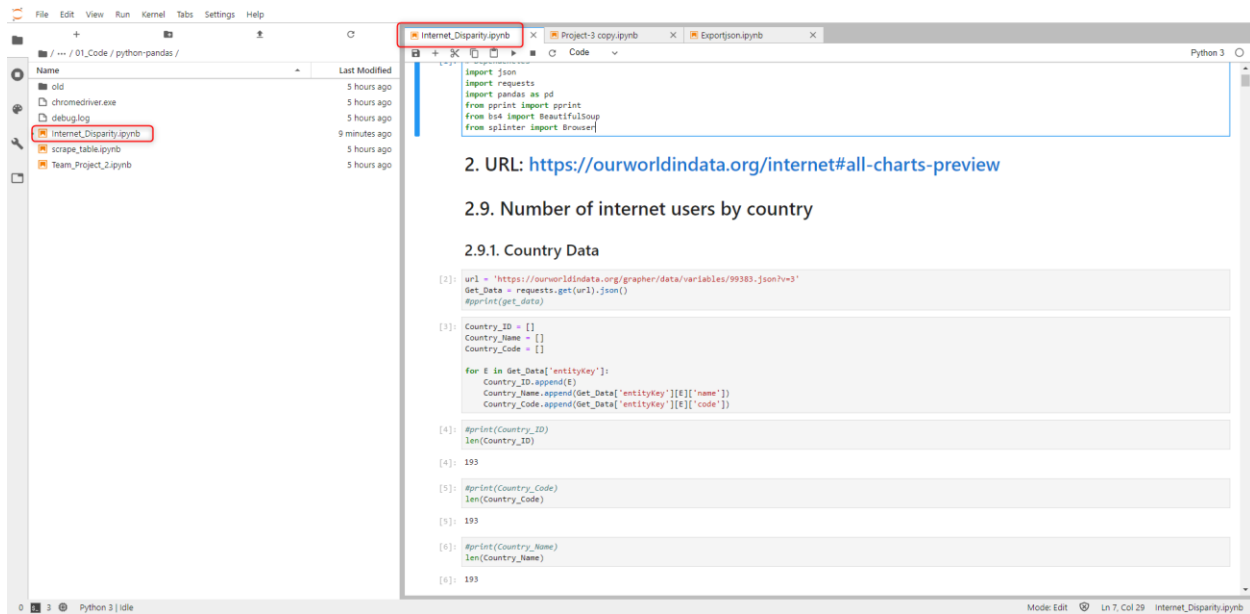 File Edit View Run Kernel Tabs Settings Help
/ ··· / 01_Code / python-pandas /
Name Last Modified
old 5 hours ago
chromedriver.exe 5 hours ago
debug.log 5 hours ago
Internet_Disparity.ipynb 9 minutes ago
scrape_table.ipynb 5 hours ago
Team_Project_2.ipynb 5 hours ago
Internet_Disparity.ipynb Project-3 copy.ipynb Exportjson.ipynb
Code Python 3
import json
import requests
import pandas as pd
from pprint import pprint
from bs4 import BeautifulSoup
from splinter import Browser
2. URL: https://ourworldindata.org/internet#all-charts-preview
2.9. Number of internet users by country
2.9.1. Country Data
[2]: url = 'https://ourworldindata.org/grapher/data/variables/99383.json?v=3'
Get_Data = requests.get(url).json()
#pprint(get_data)
[3]: Country_ID = []
Country_Name = []
Country_Code = []
for E in Get_Data['entityKey']:
Country_ID.append(E)
Country_Name.append(Get_Data['entityKey'][E]['name'])
Country_Code.append(Get_Data['entityKey'][E]['code'])
[4]: #print(Country_ID)
len(Country_ID)
[4]: 193
[5]: #print(Country_Code)
len(Country_Code)
[5]: 193
[6]: #print(Country_Name)
len(Country_Name)
[6]: 193
0 3 Python 3 | Idle Mode: Edit Ln 7, Col 29 Internet_Disparity.ipynb